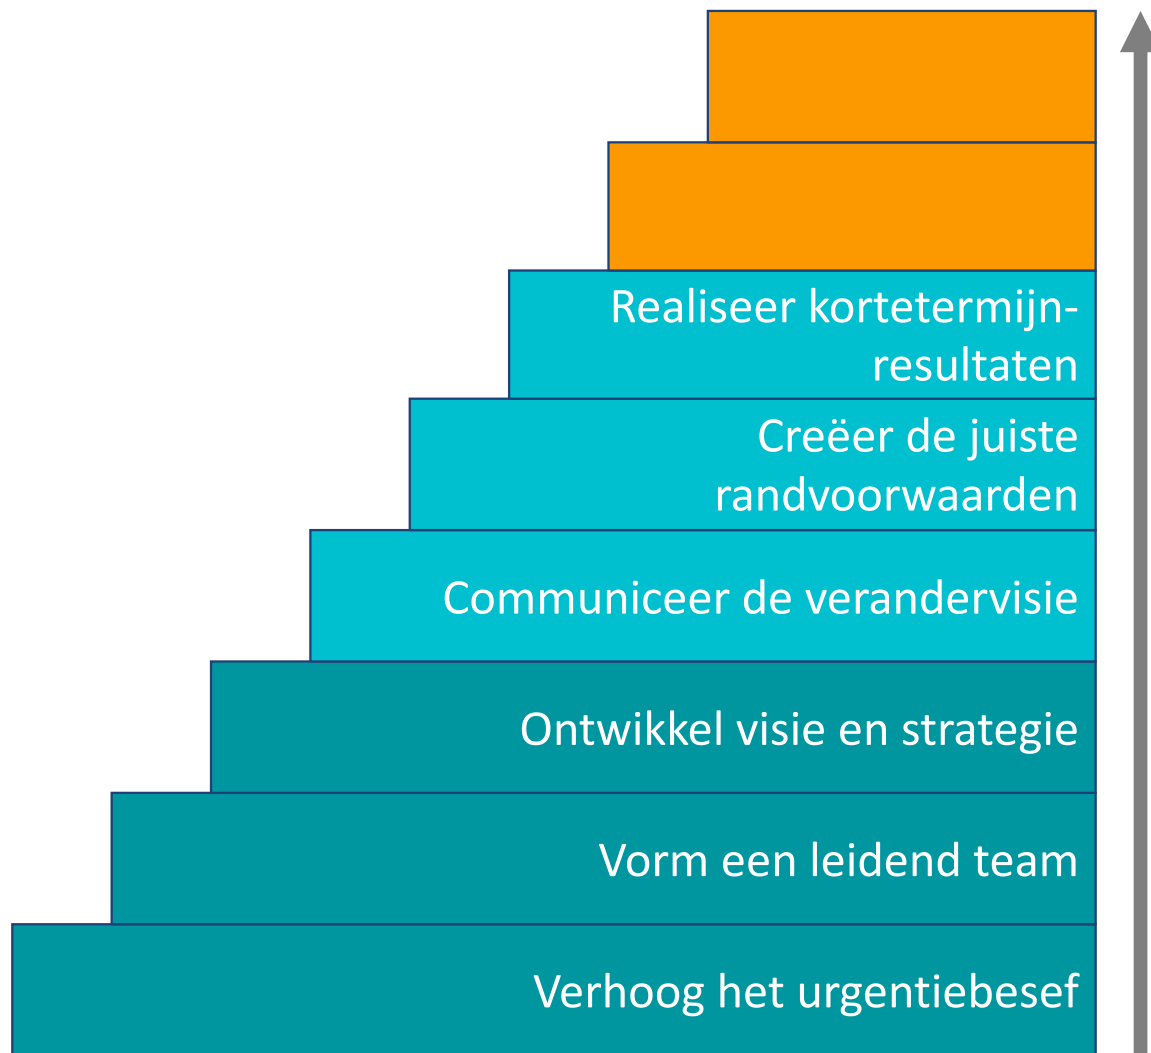 Realiseer kortetermijn-
resultaten
Creëer de juiste
randvoorwaarden
Communiceer de verandervisie
Ontwikkel visie en strategie
Vorm een leidend team
Verhoog het urgentiebesef